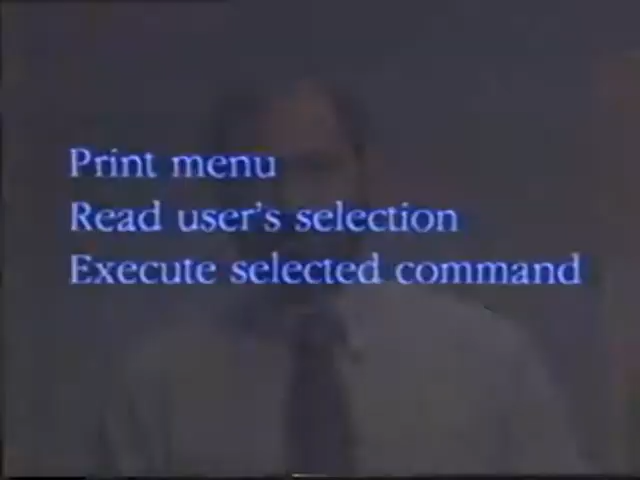 Print menu
Read user's selection
Execute selected command